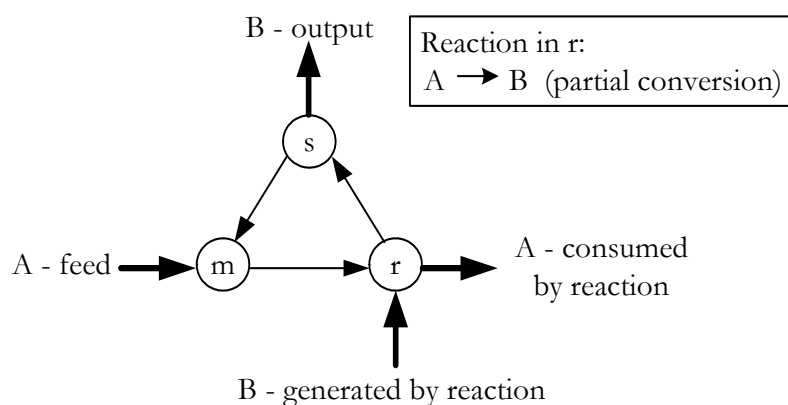 B - output
Reaction in r:
A → B (partial conversion)
s
A - feed
m
r
A - consumed
by reaction
B - generated by reaction